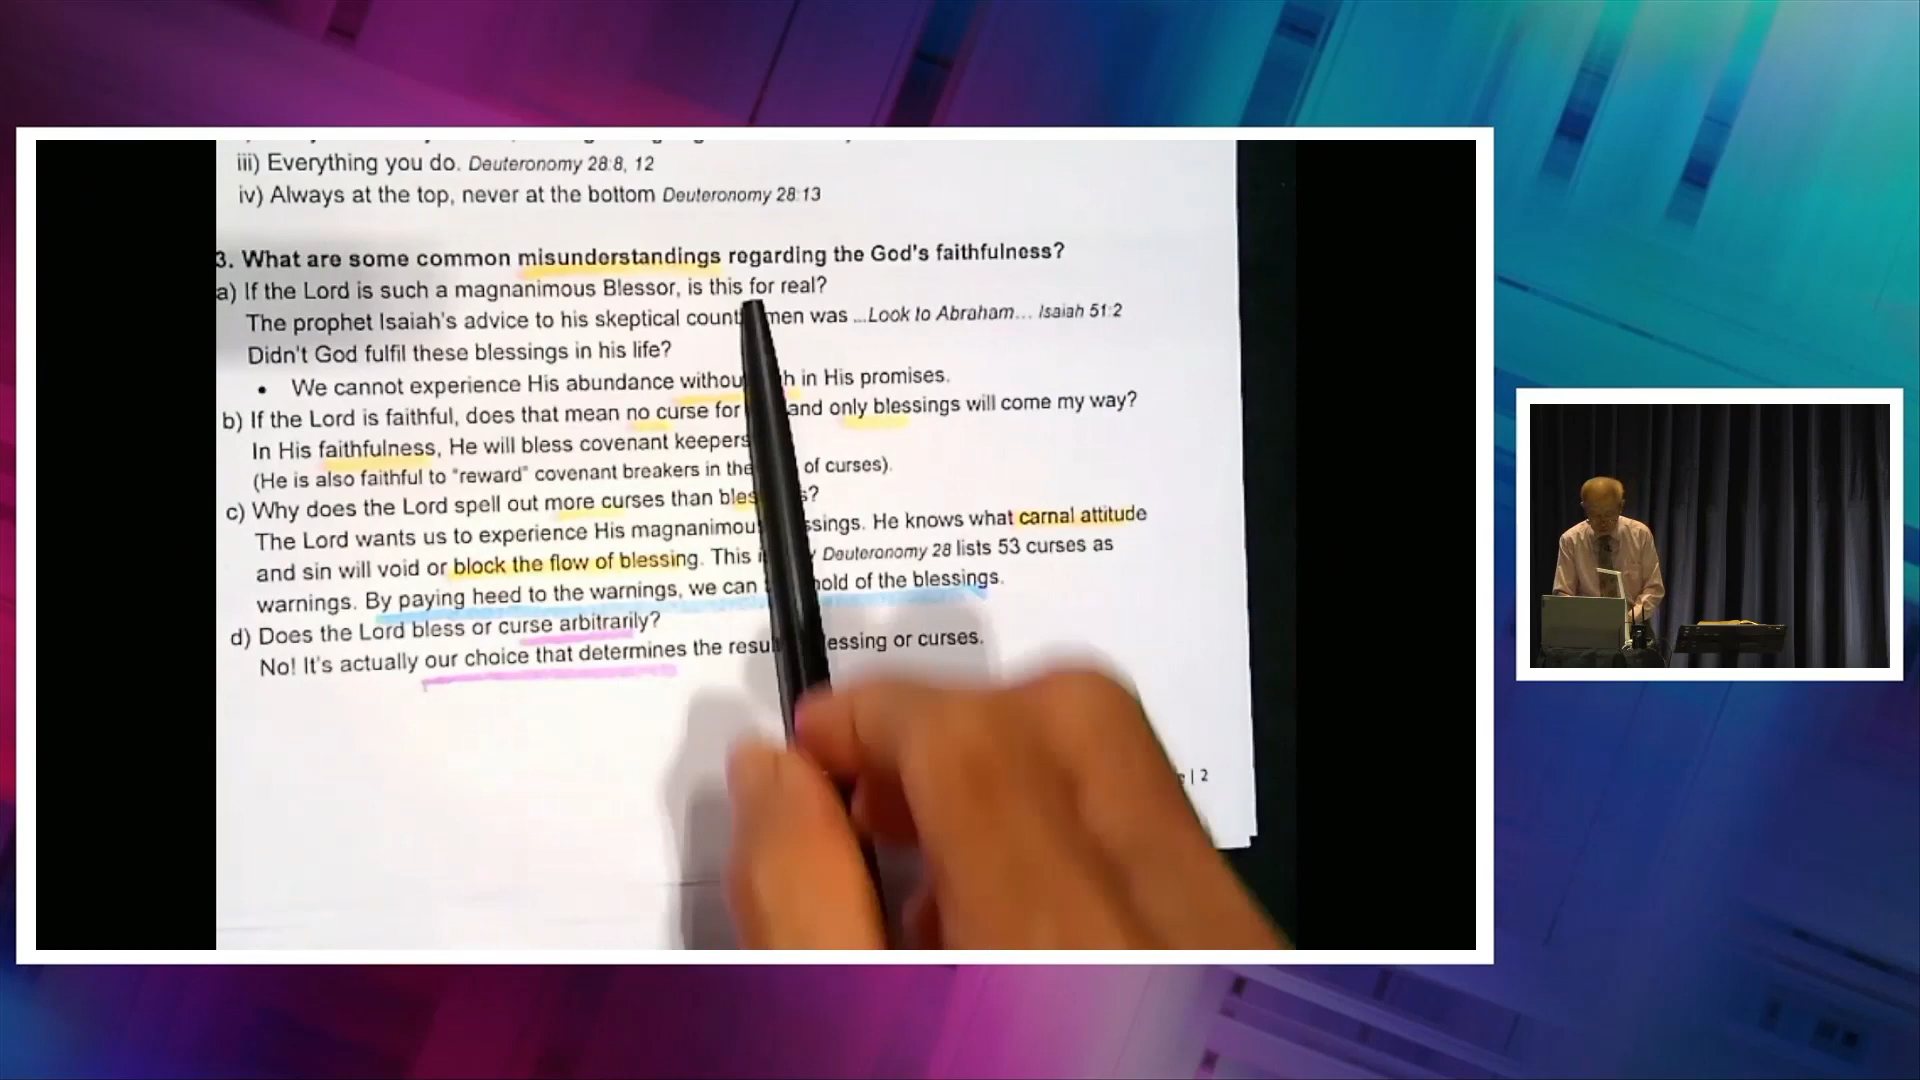 iii) Everything you do. Deuteronomy 28:8, 12
iv) Always at the top, never at the bottom Deuteronomy 28:13
3. What are some common misunderstandings regarding the God's faithfulness?
a) If the Lord is such a magnanimous Blessor, is this for real?
The prophet Isaiah's advice to his skeptical men was ...Look to Abraham... Isaiah 51:2
Didn't God fulfil these blessings in his life?
• We cannot experience His abundance in His promises.
b) If the Lord is faithful, does that mean no curse for and only blessings will come my way?
In His faithfulness, He will bless covenant keepers
(He is also faithful to "reward" covenant breakers in the of curses).
c) Why does the Lord spell out more curses than
The Lord wants us to experience His He knows what carnal attitude
and sin will void or block the flow of blessing. This Deuteronomy 28 lists 53 curses as
warnings. By paying heed to the warnings, we can of the blessings.
d) Does the Lord bless or curse arbitrarily?
No! It's actually our choice that determines the or curses.
| 2